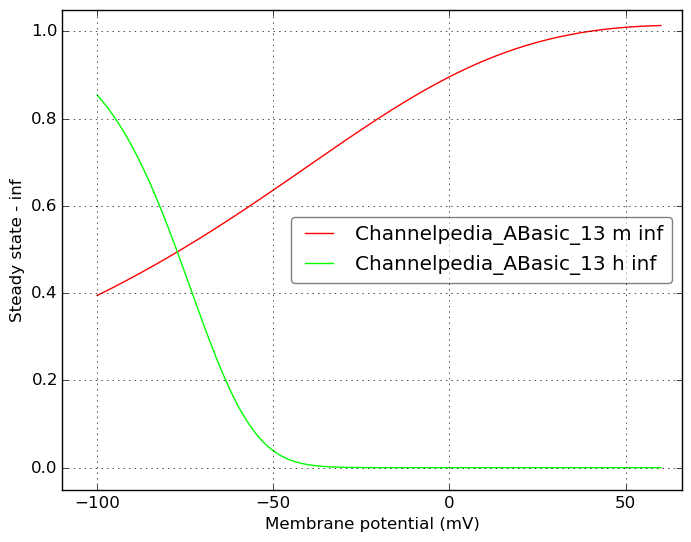 Steady state - inf
1.0
0.8
0.6
0.4
0.2
0.0
Channelpedia_ABasic_13 m inf
Channelpedia_ABasic_13 h inf
−100
−50
0
50
Membrane potential (mV)